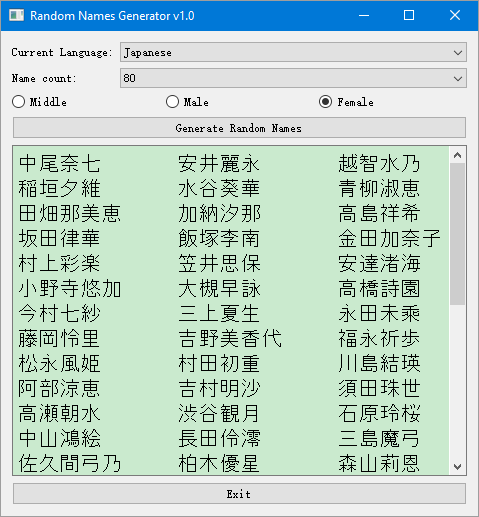 Random Names Generator v1.0
Current Language: Japanese
Name count: 80
Middle Male Female
Generate Random Names
中尾奈七 安井麗永 越智水乃
稲垣夕維 水谷葵華 青柳淑恵
田畑那美恵 加納汐那 高島祥希
坂田律華 飯塚李南 金田加奈子
村上彩楽 笠井思保 安達渚海
小野寺悠加 大槻早詠 高橋詩園
今村七紗 三上夏生 永田未乘
藤岡怜里 吉野美香代 福永祈歩
松永風姫 村田初重 川島結瑛
阿部涼恵 吉村明沙 須田珠世
高瀬朝水 渋谷観月 石原玲桜
中山鴻絵 長田伶澪 三島魔弓
佐久間弓乃 柏木優星 森山莉恩
Exit